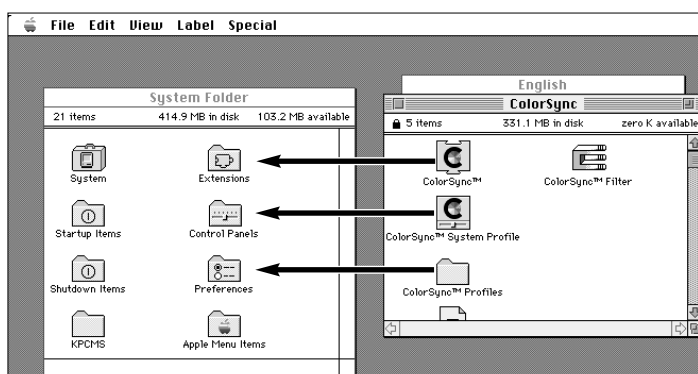 File Edit View Label Special
System Folder
21 items 414.9 MB in disk 103.2 MB available
System Extensions
Startup Items Control Panels
Shutdown Items Preferences
KPCMS Apple Menu Items
English
ColorSync
5 items 331.1 MB in disk zero K available
ColorSync™ ColorSync™ Filter
ColorSync™ System Profile
ColorSync™ Profiles